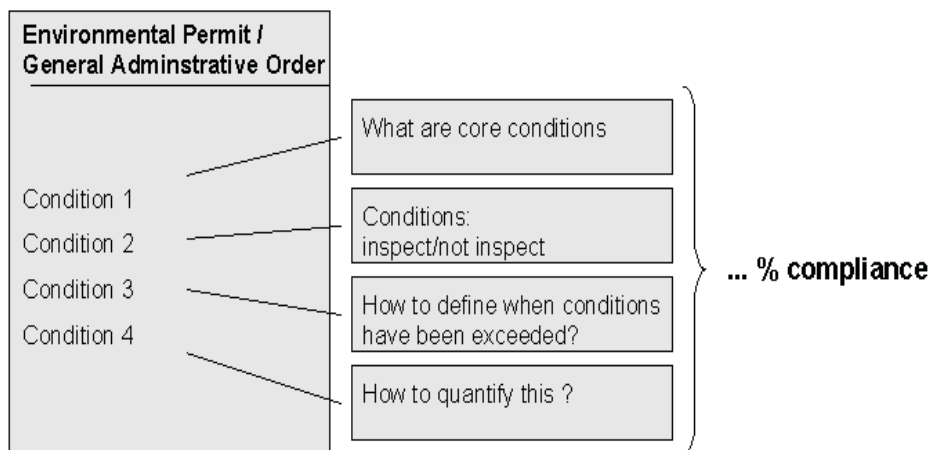 Environmental Permit /
General Adminstrative Order
Condition 1
Condition 2
Condition 3
Condition 4
What are core conditions
Conditions:
inspect/not inspect
How to define when conditions
have been exceeded?
How to quantify this ?
... % compliance